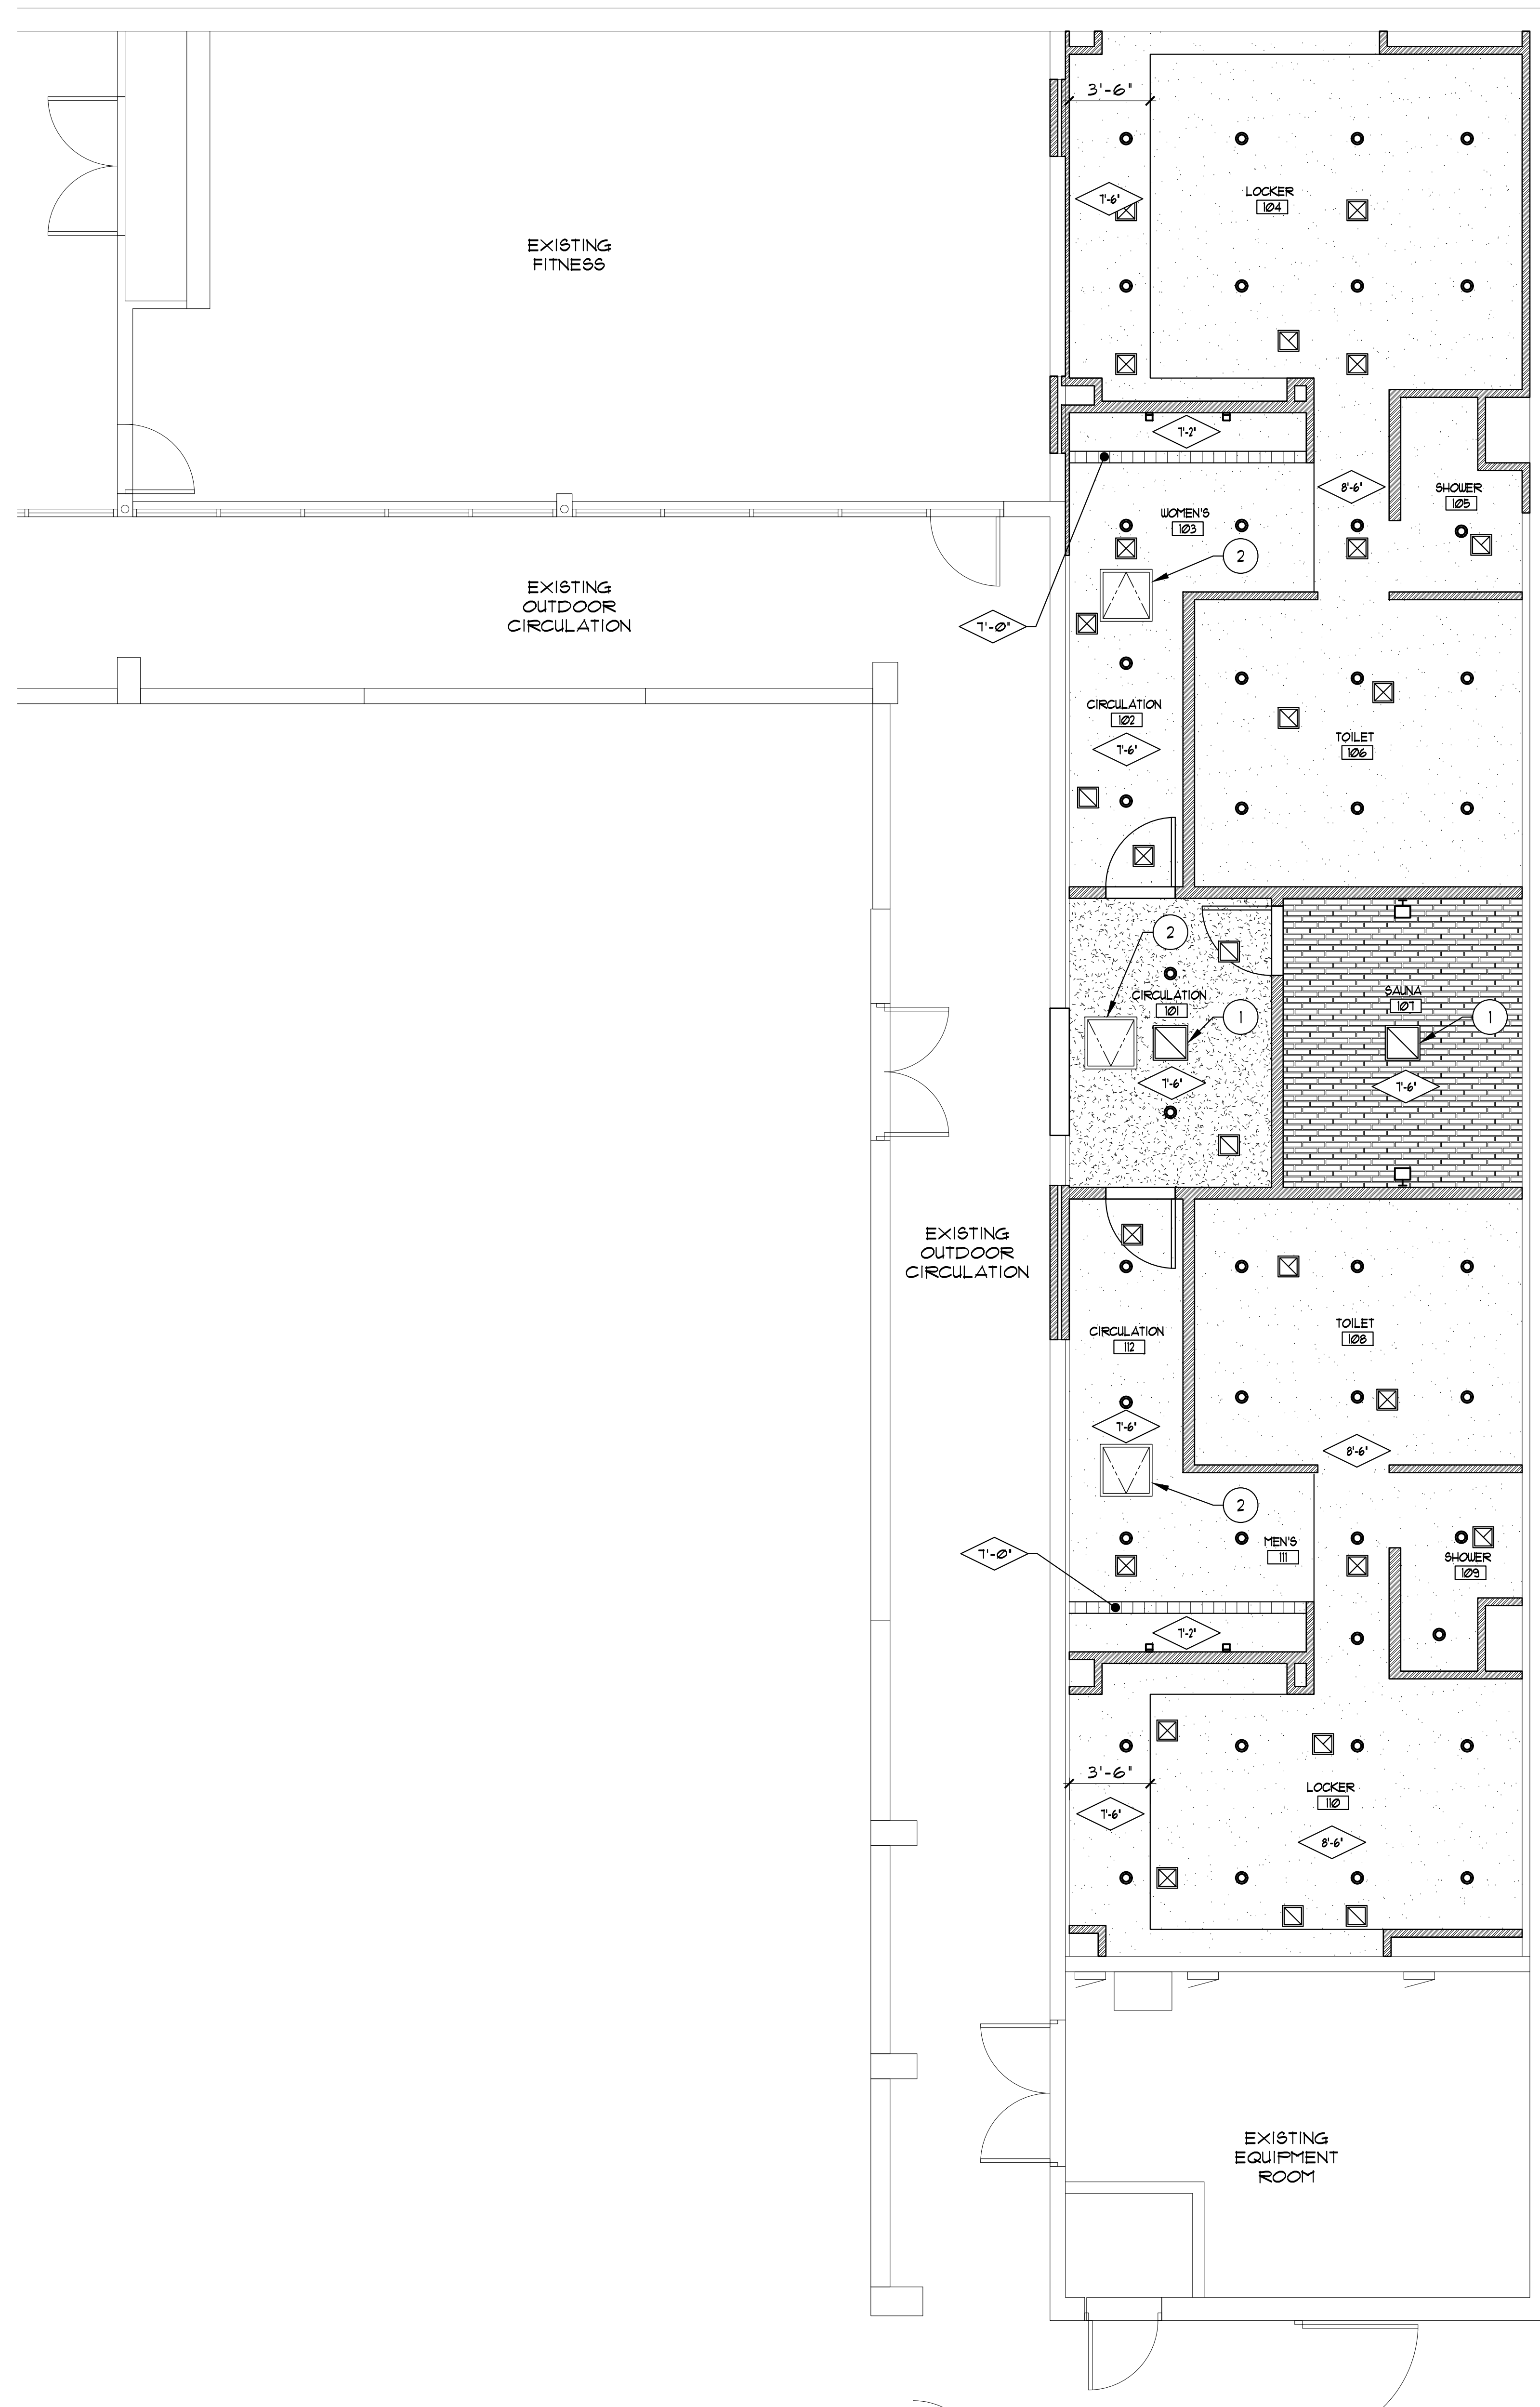 3'-6"
LOCKER
104
7'-6"
EXISTING
FITNESS
7'-2"
8'-6"
SHOWER
105
WOMEN'S
103
2
EXISTING
OUTDOOR
CIRCULATION
7'-0"
CIRCULATION
102
7'-6"
TOILET
106
2
CIRCULATION
101
1
7'-6"
SAUNA
107
1
7'-6"
EXISTING
OUTDOOR
CIRCULATION
CIRCULATION
112
7'-6"
TOILET
108
8'-6"
2
MEN'S
111
7'-0"
SHOWER
109
7'-2"
3'-6"
7'-6"
LOCKER
110
8'-6"
EXISTING
EQUIPMENT
ROOM